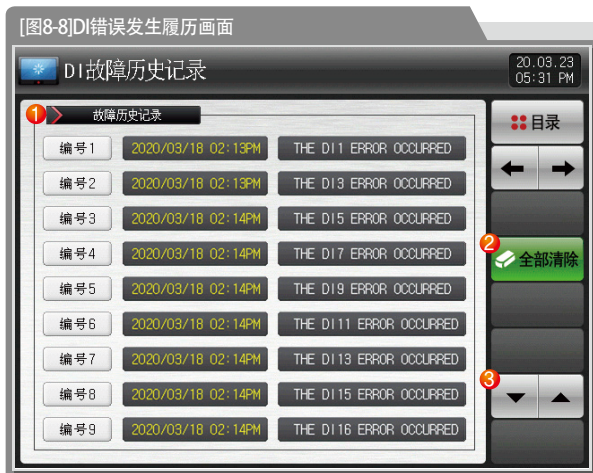 [图8-8]DI错误发生履历画面
DI故障历史记录
20.03.23
05:31 PM
1 故障历史记录
编号1 2020/03/18 02:13PM THE DI1 ERROR OCCURRED
编号2 2020/03/18 02:13PM THE DI3 ERROR OCCURRED
编号3 2020/03/18 02:14PM THE DI5 ERROR OCCURRED
编号4 2020/03/18 02:14PM THE DI7 ERROR OCCURRED
编号5 2020/03/18 02:14PM THE DI9 ERROR OCCURRED
编号6 2020/03/18 02:14PM THE DI11 ERROR OCCURRED
编号7 2020/03/18 02:14PM THE DI13 ERROR OCCURRED
编号8 2020/03/18 02:14PM THE DI15 ERROR OCCURRED
编号9 2020/03/18 02:14PM THE DI16 ERROR OCCURRED
目录
2 全部清除
3